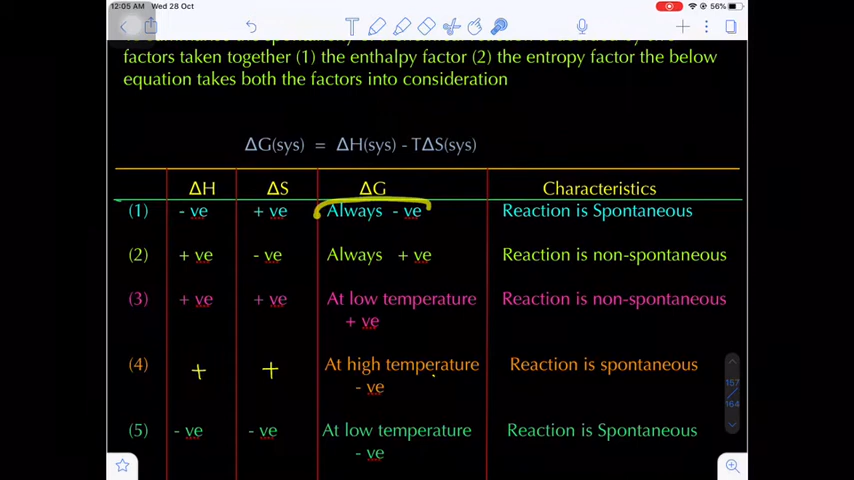 12:05 AM Wed 28 Oct
56%
factors taken together (1) the enthalpy factor (2) the entropy factor the below
equation takes both the factors into consideration
ΔG(sys) = ΔH(sys) - TΔS(sys)
ΔH ΔS ΔG Characteristics
(1) - ve + ve Always - ve Reaction is Spontaneous
(2) + ve - ve Always + ve Reaction is non-spontaneous
(3) + ve + ve At low temperature Reaction is non-spontaneous
+ ve
(4) + + At high temperature Reaction is spontaneous
- ve
(5) - ve - ve At low temperature Reaction is Spontaneous
- ve
157
164